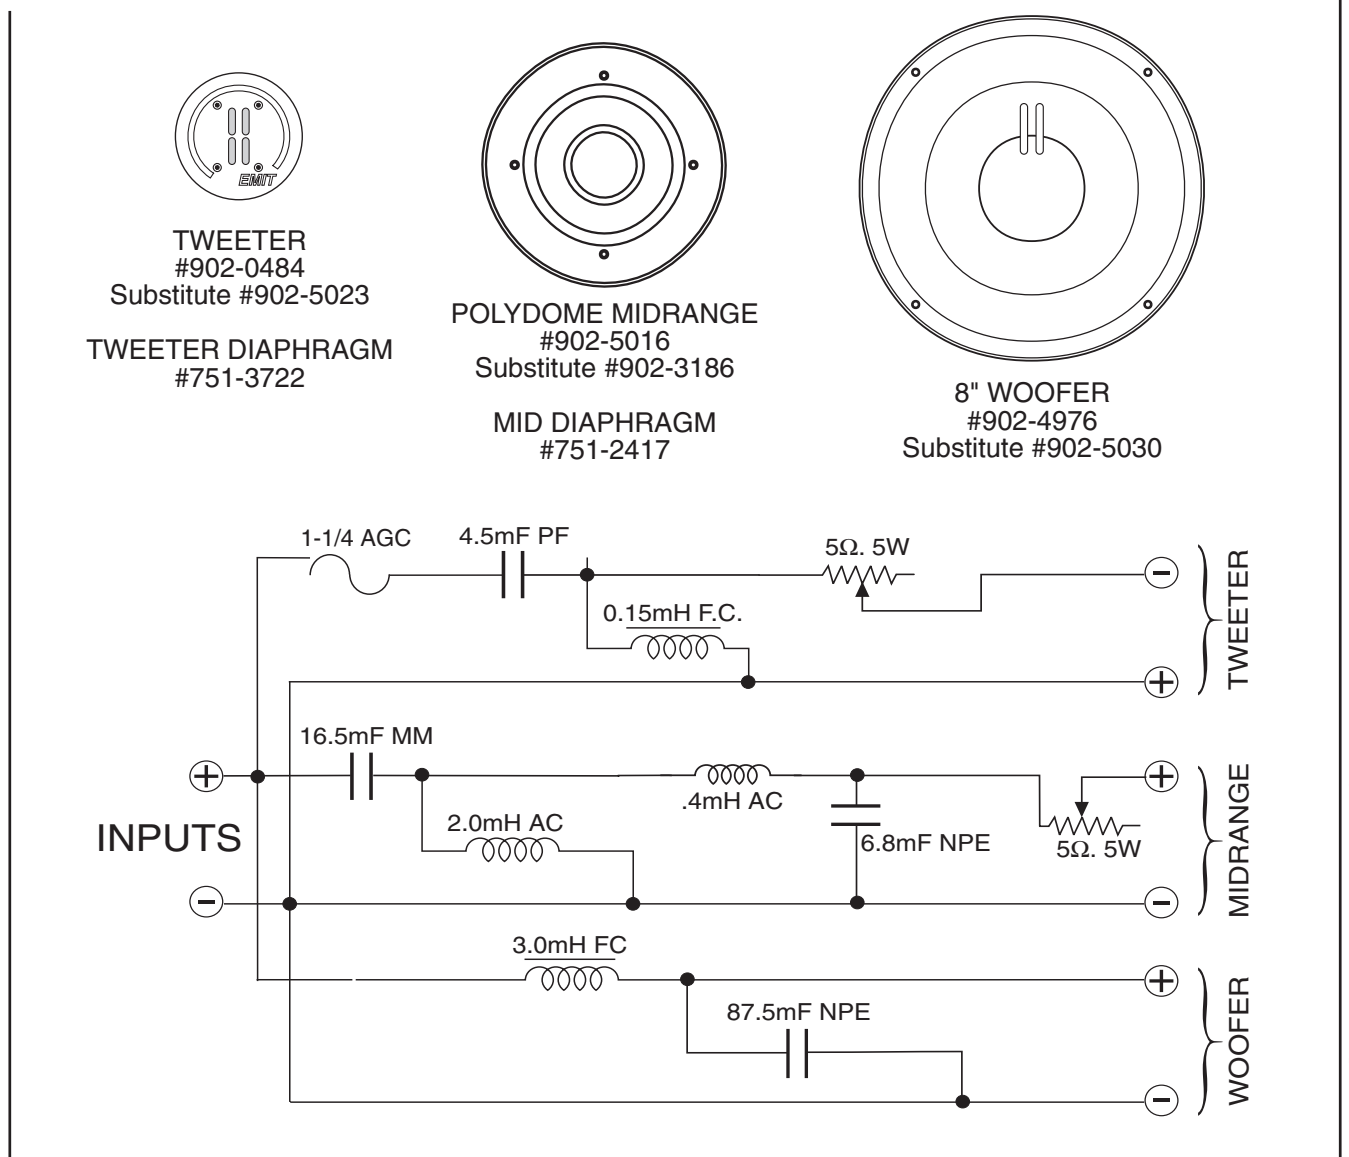 EMIT
TWEETER
#902-0484
Substitute #902-5023
TWEETER DIAPHRAGM
#751-3722
POLYDOME MIDRANGE
#902-5016
Substitute #902-3186
MID DIAPHRAGM
#751-2417
8" WOOFER
#902-4976
Substitute #902-5030
1-1/4 AGC
4.5mF PF
5Ω. 5W
0.15mH F.C.
TWEETER
16.5mF MM
.4mH AC
2.0mH AC
6.8mF NPE
5Ω. 5W
MIDRANGE
INPUTS
3.0mH FC
87.5mF NPE
WOOFER